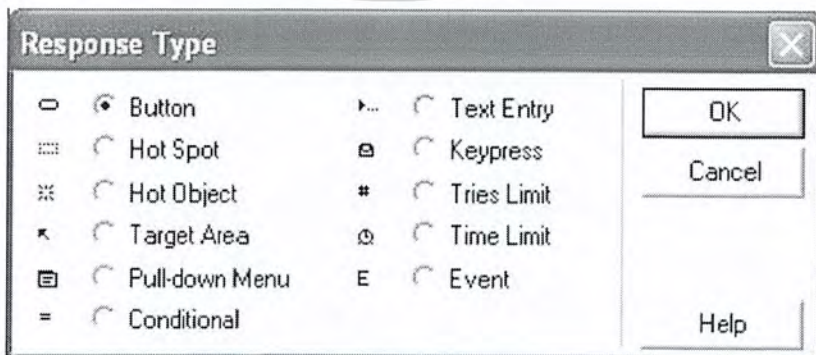 Response Type
Button
Hot Spot
Hot Object
Target Area
Pull-down Menu
= Conditional
Text Entry
Keypress
# Tries Limit
Time Limit
E Event
OK
Cancel
Help